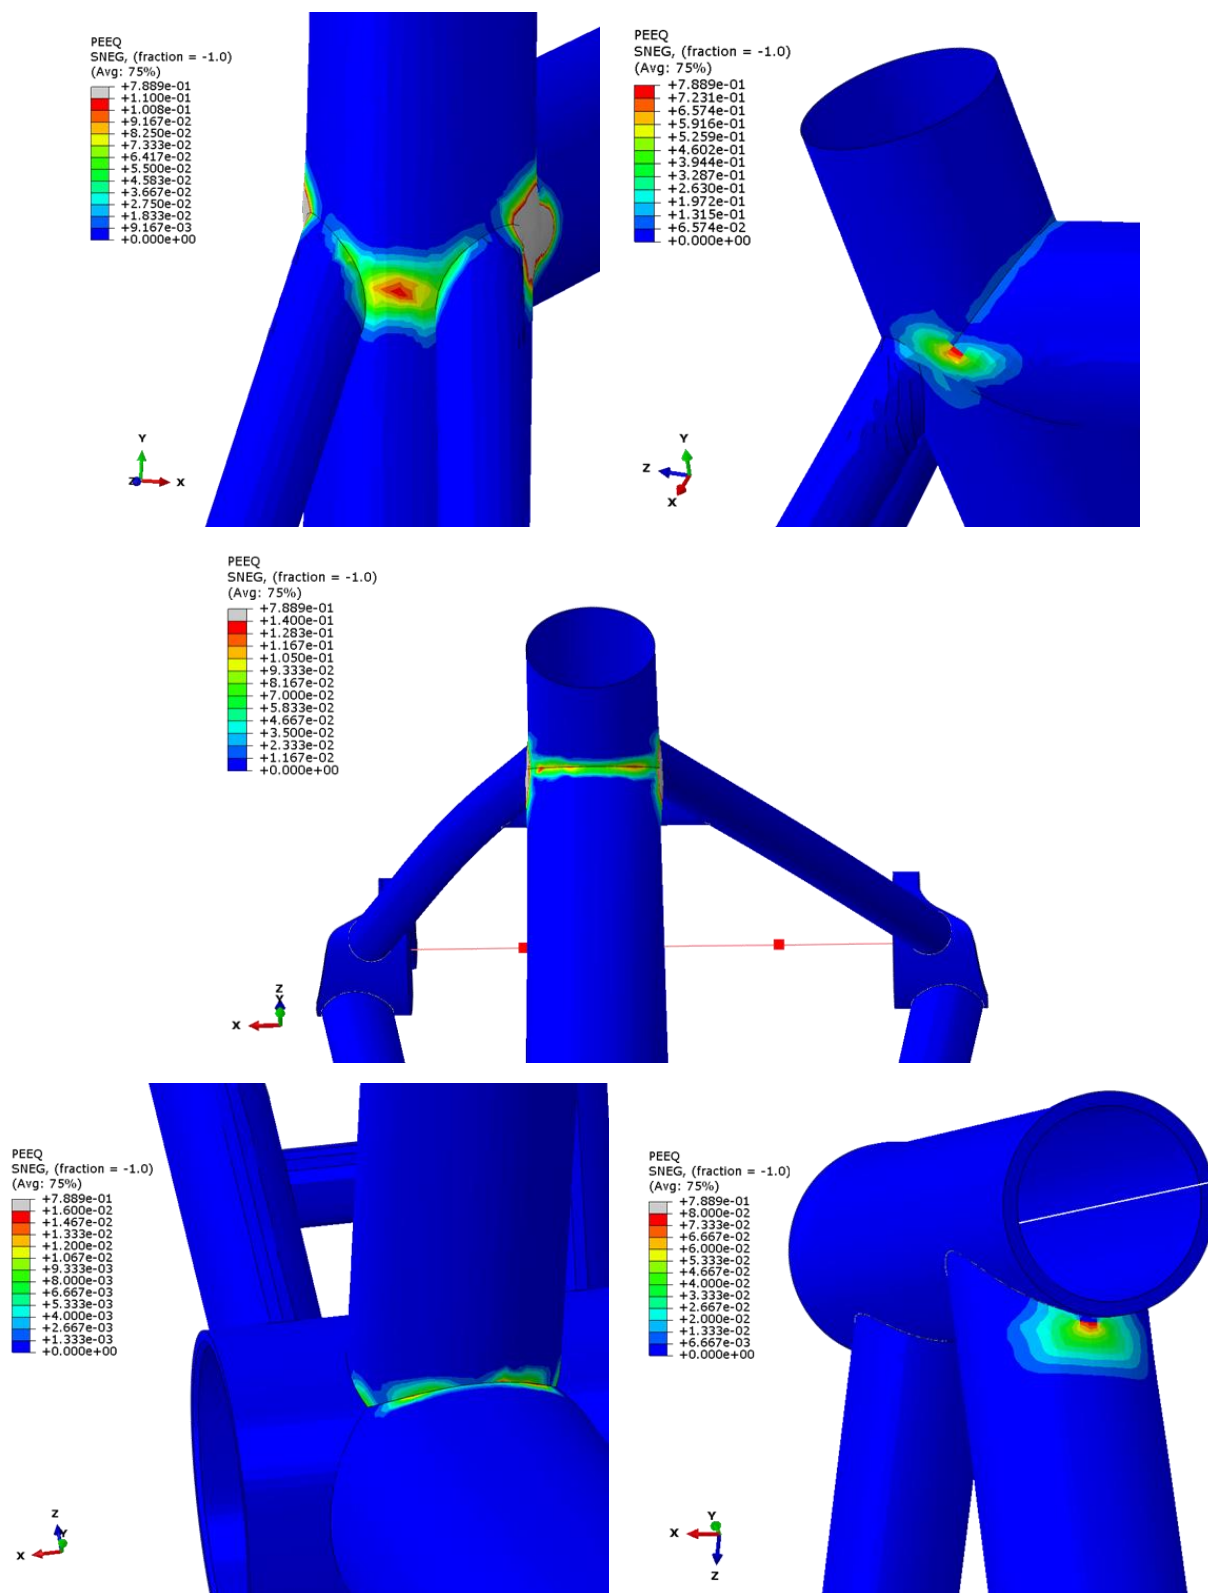 PEEQ
SNEG, (fraction = -1.0)
(Avg: 75%)
+7.889e-01
+1.100e-01
+1.008e-01
+9.167e-02
+8.250e-02
+7.333e-02
+6.417e-02
+5.500e-02
+4.583e-02
+3.667e-02
+2.750e-02
+1.833e-02
+9.167e-03
+0.000e+00
Y
Z
X
PEEQ
SNEG, (fraction = -1.0)
(Avg: 75%)
+7.889e-01
+7.231e-01
+6.574e-01
+5.916e-01
+5.259e-01
+4.602e-01
+3.944e-01
+3.287e-01
+2.630e-01
+1.972e-01
+1.315e-01
+6.574e-02
+0.000e+00
Y
Z
X
PEEQ
SNEG, (fraction = -1.0)
(Avg: 75%)
+7.889e-01
+1.400e-01
+1.283e-01
+1.167e-01
+1.050e-01
+9.333e-02
+8.167e-02
+7.000e-02
+5.833e-02
+4.667e-02
+3.500e-02
+2.333e-02
+1.167e-02
+0.000e+00
Z
Y
X
PEEQ
SNEG, (fraction = -1.0)
(Avg: 75%)
+7.889e-01
+1.600e-02
+1.467e-02
+1.333e-02
+1.200e-02
+1.067e-02
+9.333e-03
+8.000e-03
+6.667e-03
+5.333e-03
+4.000e-03
+2.667e-03
+1.333e-03
+0.000e+00
Z
Y
X
PEEQ
SNEG, (fraction = -1.0)
(Avg: 75%)
+7.889e-01
+8.000e-02
+7.333e-02
+6.667e-02
+6.000e-02
+5.333e-02
+4.667e-02
+4.000e-02
+3.333e-02
+2.667e-02
+2.000e-02
+1.333e-02
+6.667e-03
+0.000e+00
Y
X
Z